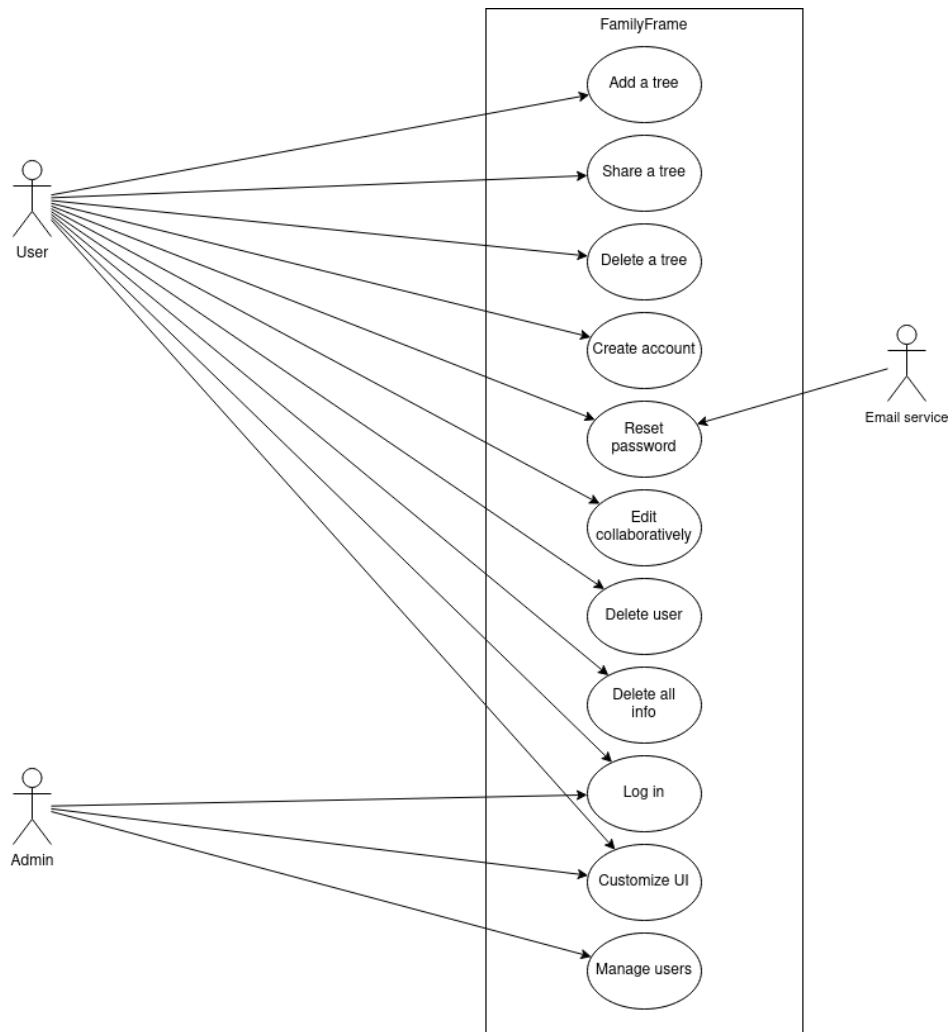 FamilyFrame
Add a tree
Share a tree
User
Delete a tree
Create account
Email service
Reset
password
Edit
collaboratively
Delete user
Delete all
info
Log in
Admin
Customize UI
Manage users